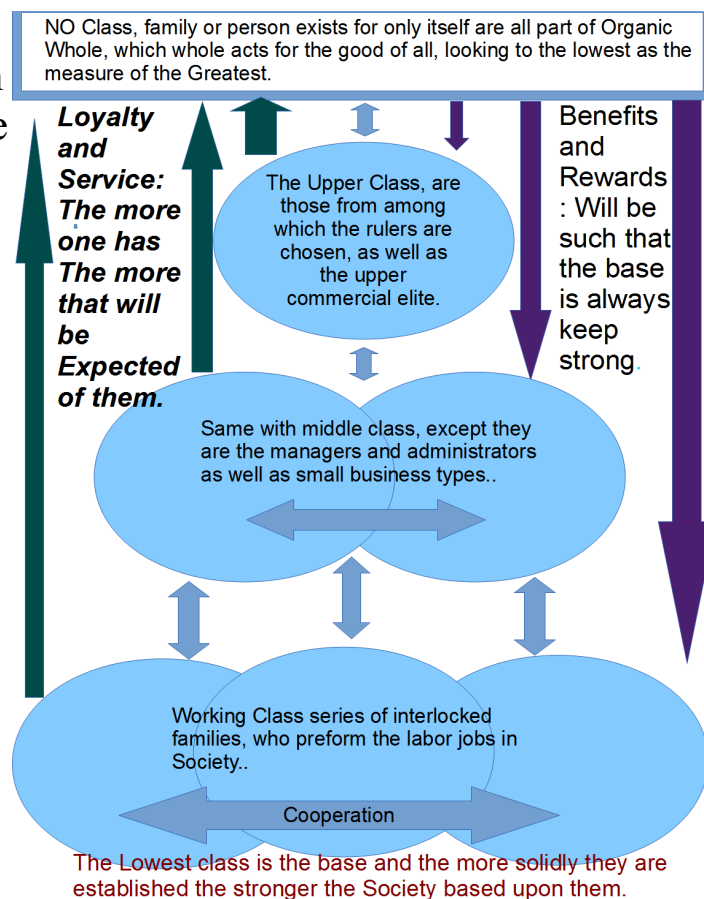 NO Class, family or person exists for only itself are all part of Organic
Whole, which whole acts for the good of all, looking to the lowest as the
measure of the Greatest.
Loyalty
and
Service:
The more
one has
The more
that will
be
Expected
of them.
Benefits
and
Rewards
: Will be
such that
the base
is always
keep
strong.
The Upper Class, are
those from among
which the rulers are
chosen, as well as
the upper
commercial elite.
Same with middle class, except they
are the managers and administrators
as well as small business types..
Working Class series of interlocked
families, who preform the labor jobs in
Society..
Cooperation
The Lowest class is the base and the more solidly they are
established the stronger the Society based upon them.